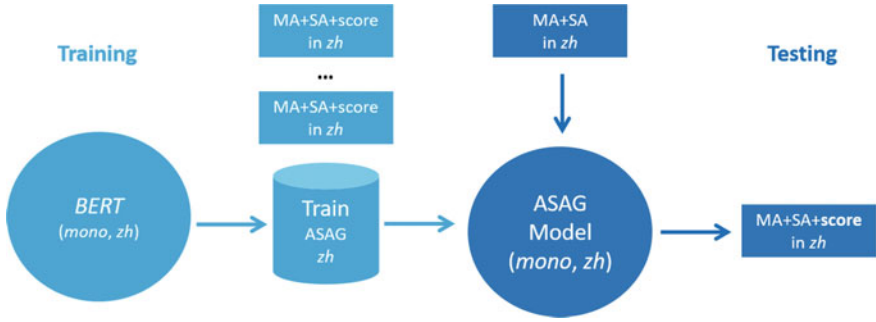 Training
MA+SA+score
in zh
...
MA+SA+score
in zh
MA+SA
in zh
Testing
BERT
(mono, zh)
Train
ASAG
zh
ASAG
Model
(mono, zh)
MA+SA+score
in zh